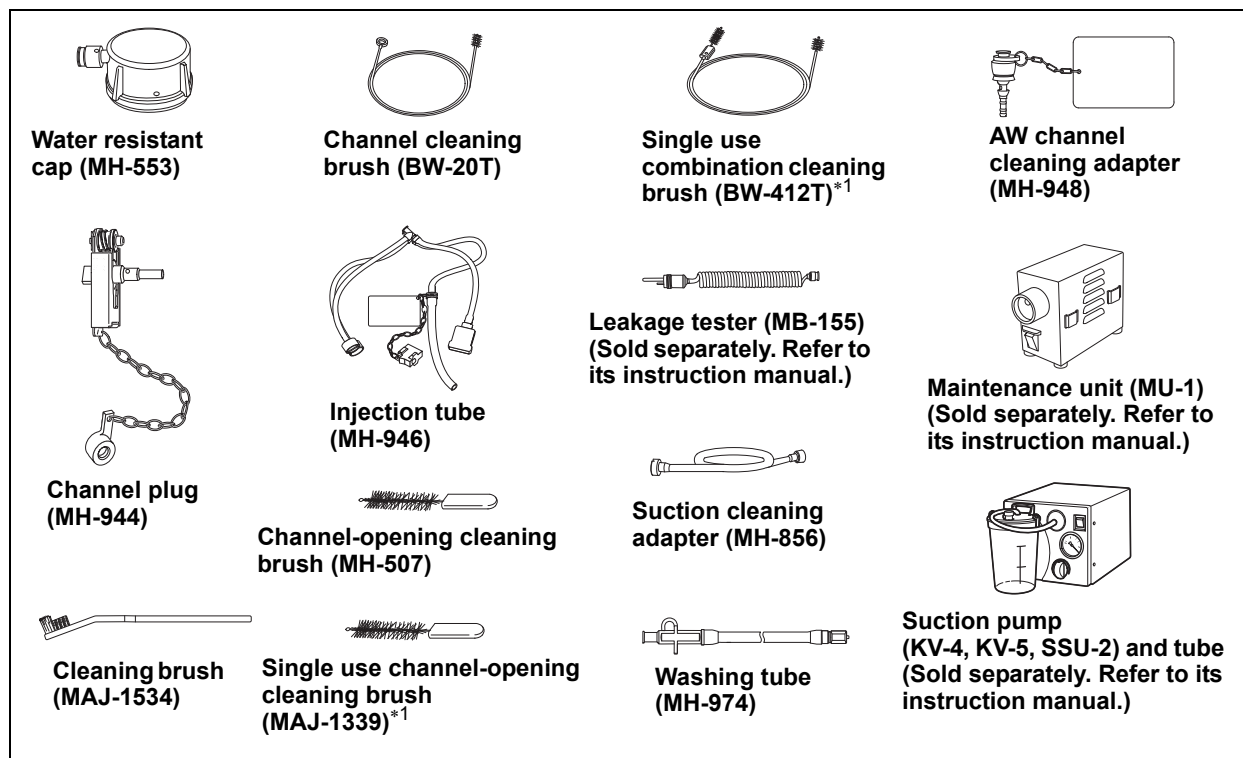 Water resistant
cap (MH-553)
Channel cleaning
brush (BW-20T)
Single use
combination cleaning
brush (BW-412T)*1
AW channel
cleaning adapter
(MH-948)
Channel plug
(MH-944)
Injection tube
(MH-946)
Leakage tester (MB-155)
(Sold separately. Refer to
its instruction manual.)
Maintenance unit (MU-1)
(Sold separately. Refer to
its instruction manual.)
Channel-opening cleaning
brush (MH-507)
Suction cleaning
adapter (MH-856)
Cleaning brush
(MAJ-1534)
Single use channel-opening
cleaning brush
(MAJ-1339)*1
Washing tube
(MH-974)
Suction pump
(KV-4, KV-5, SSU-2) and tube
(Sold separately. Refer to its
instruction manual.)